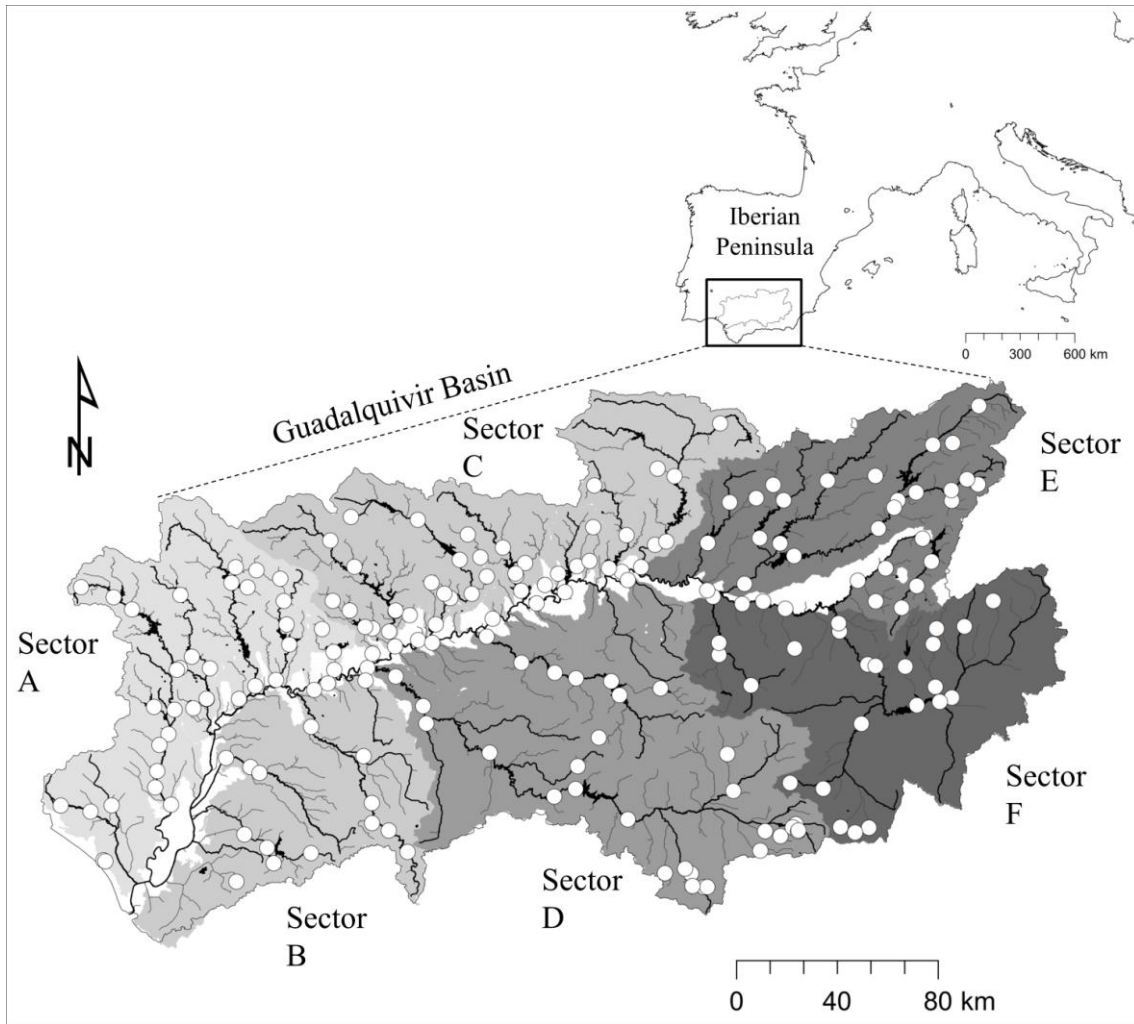 Iberian
Peninsula
0 300 600 km
N
Guadalquivir Basin
Sector
C
Sector
E
Sector
A
Sector
F
Sector
D
Sector
B
0 40 80 km